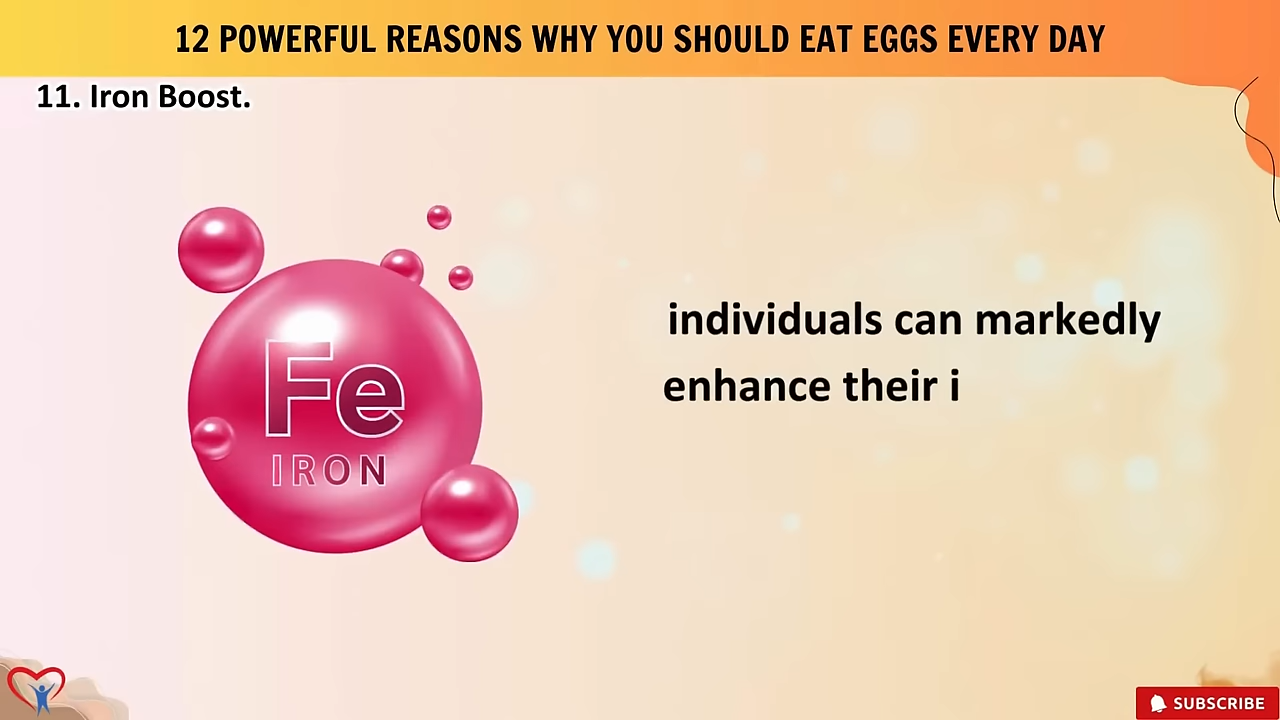 12 POWERFUL REASONS WHY YOU SHOULD EAT EGGS EVERY DAY
11. Iron Boost.
individuals can markedly
enhance their i
Fe
IRON
SUBSCRIBE